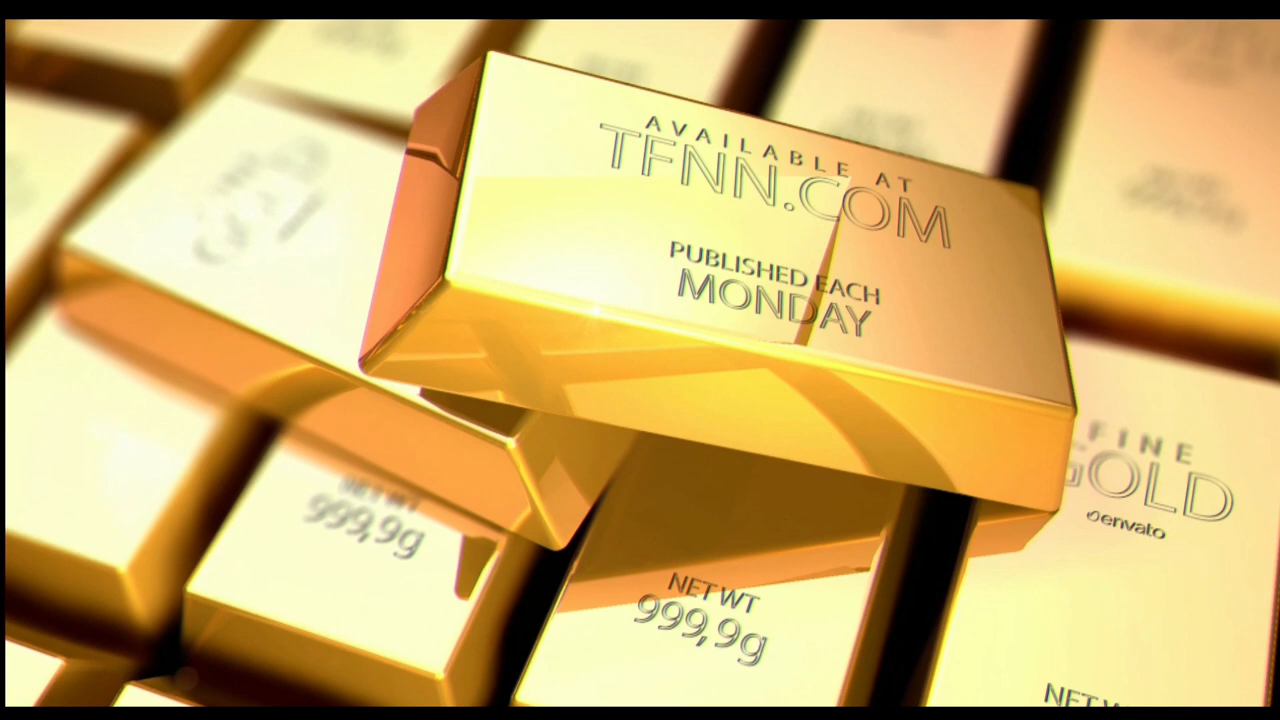 AVAILABLE AT
TFNN.COM
PUBLISHED EACH
MONDAY
FINE
GOLD
envato
NET WT
999,9g
NET WT
999,9g